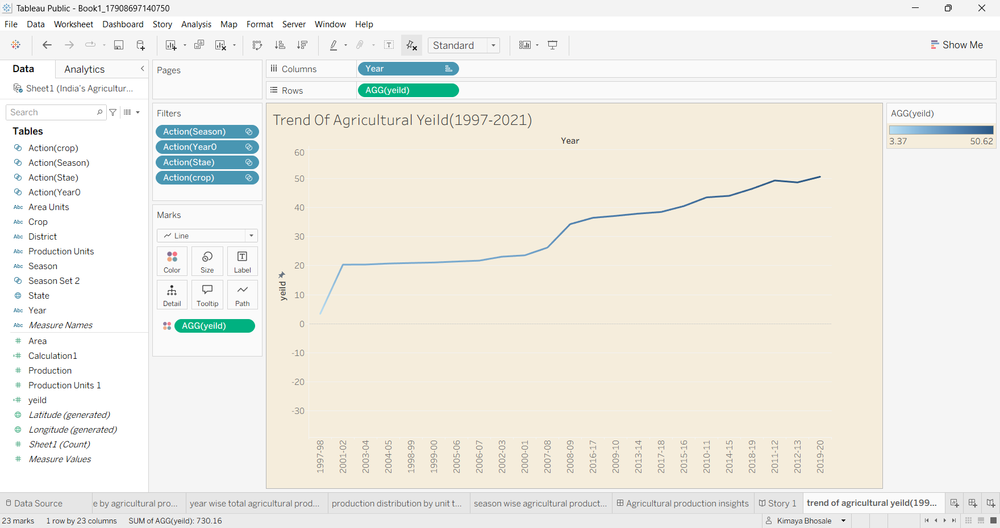 Tableau Public - Book1_17908697140750
File Data Worksheet Dashboard Story Analysis Map Format Server Window Help
Standard
Show Me
Data Analytics
Sheet1 (India's Agricultur...
Search
Tables
Action(crop)
Action(Season)
Action(Stae)
Action(Year0
Abc Area Units
Abc Crop
Abc District
Abc Production Units
Abc Season
Season Set 2
State
Abc Year
Abc Measure Names
# Area
=# Calculation1
# Production
# Production Units 1
=# yeild
Latitude (generated)
Longitude (generated)
# Sheet1 (Count)
# Measure Values
Pages
Filters
Action(Season)
Action(Year0
Action(Stae)
Action(crop)
Marks
Line
Color Size Label
Detail Tooltip Path
AGG(yeild)
Columns Year
Rows AGG(yeild)
Trend Of Agricultural Yeild(1997-2021)
Year
yeild
60
50
40
30
20
10
0
-10
-20
-30
1997-98
2001-02
2003-04
2004-05
1998-99
1999-00
2005-06
2006-07
2002-03
2000-01
2007-08
2008-09
2016-17
2009-10
2013-14
2017-18
2015-16
2010-11
2014-15
2018-19
2011-12
2012-13
2019-20
AGG(yeild)
3.37 50.62
Data Source e by agricultural pro... year wise total agricultural prod... production distribution by unit t... season wise agricultural product... Agricultural production insights Story 1 trend of agricultural yeild(199...
23 marks 1 row by 23 columns SUM of AGG(yeild): 730.16 Kimaya Bhosale